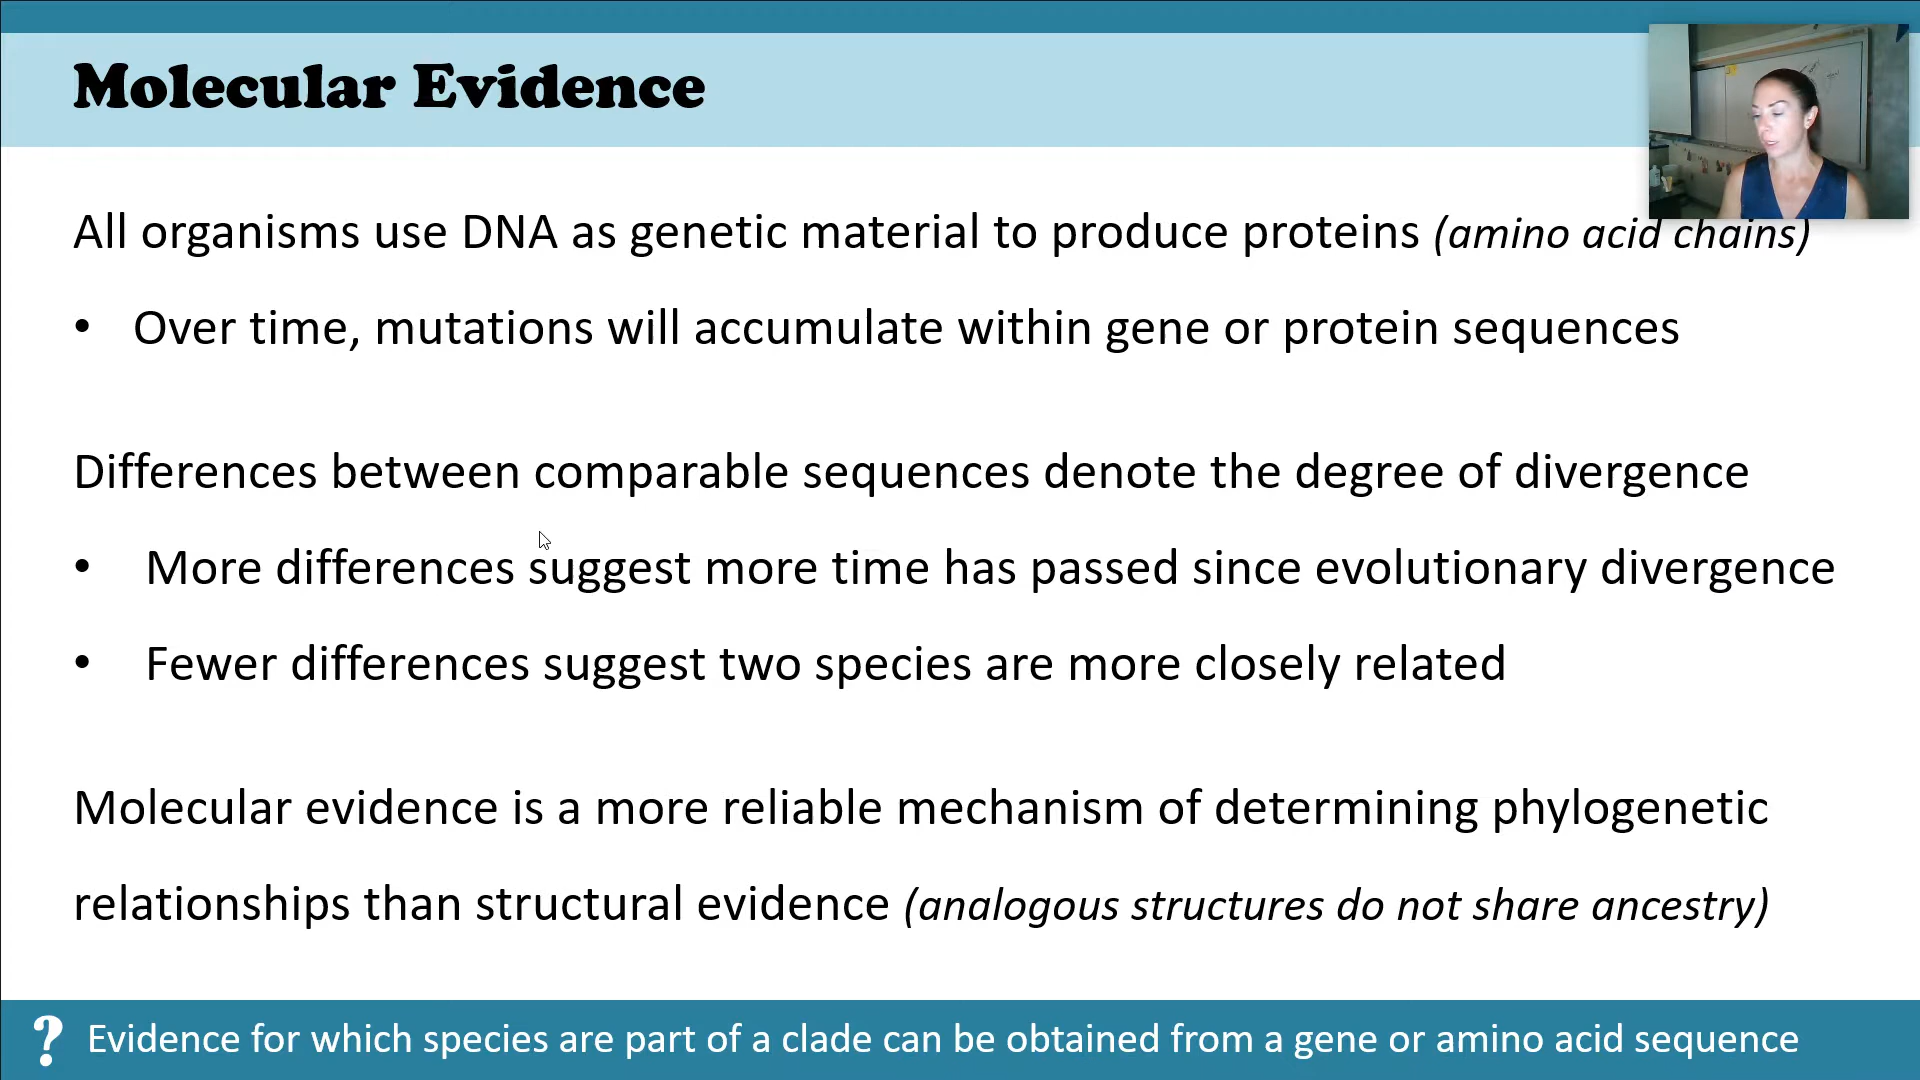 Molecular Evidence
All organisms use DNA as genetic material to produce proteins (amino acid chains)
• Over time, mutations will accumulate within gene or protein sequences
Differences between comparable sequences denote the degree of divergence
• More differences suggest more time has passed since evolutionary divergence
• Fewer differences suggest two species are more closely related
Molecular evidence is a more reliable mechanism of determining phylogenetic
relationships than structural evidence (analogous structures do not share ancestry)
? Evidence for which species are part of a clade can be obtained from a gene or amino acid sequence